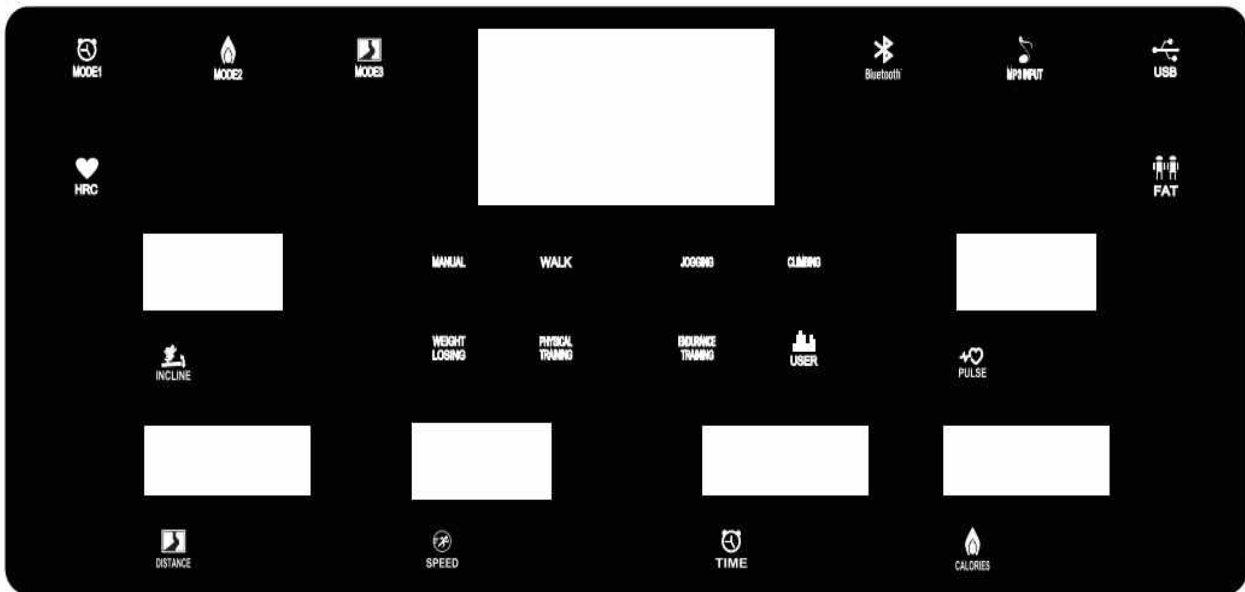 MODE1
MODE2
MODE3
Bluetooth
MP3 INPUT
USB
HRC
FAT
MANUAL
WALK
JOGGING
CLIMBING
WEIGHT
LOSING
PHYSICAL
TRAINING
ENDURANCE
TRAINING
USER
INCLINE
PULSE
DISTANCE
SPEED
TIME
CALORIES